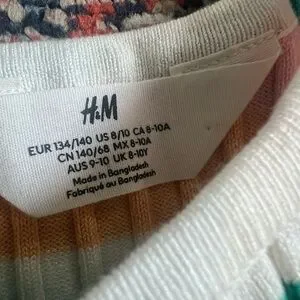 H&M
EUR 134/140 US 8/10 CA 8-10A
CN 140/68 MX 8-10A
AUS 9-10 UK 8-10Y
Made in Bangladesh
Fabriqué au Bangladesh